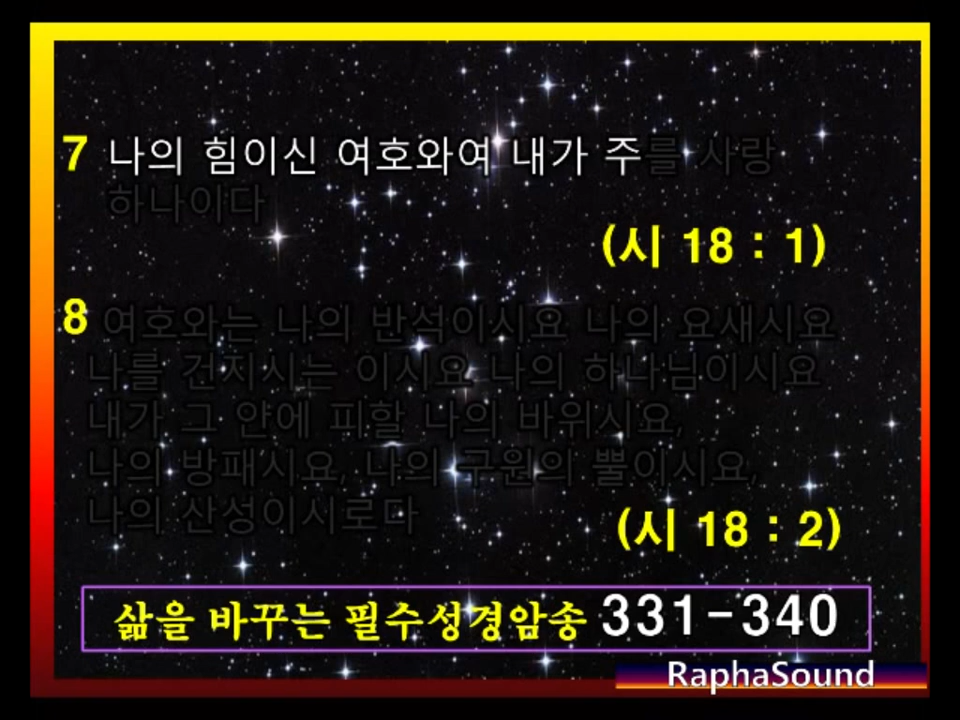 7 나의 힘이신 여호와여 내가 주를 사랑
하나이다
(시 18 : 1)
8 여호와는 나의 반석이시요 나의 요새시요
나를 건지시는 이시요 나의 하나님이시요
내가 그 안에 피할 나의 바위시요,
나의 방패시요, 나의 구원의 뿔이시요,
나의 산성이시로다
(시 18 : 2)
삶을 바꾸는 필수성경암송 331-340
RaphaSound